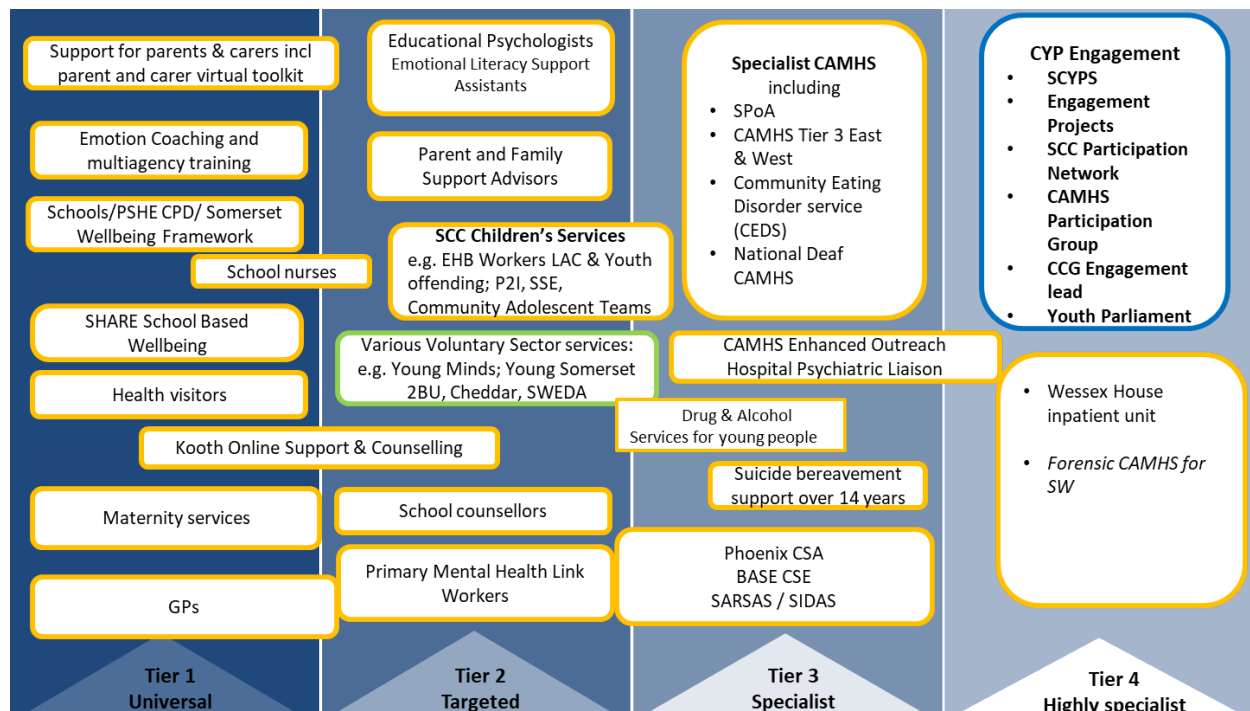 Support for parents & carers incl
parent and carer virtual toolkit
Emotion Coaching and
multiagency training
Schools/PSHE CPD/ Somerset
Wellbeing Framework
School nurses
SHARE School Based
Wellbeing
Health visitors
Kooth Online Support & Counselling
Maternity services
GPs
Tier 1
Universal
Educational Psychologists
Emotional Literacy Support
Assistants
Parent and Family
Support Advisors
SCC Children's Services
e.g. EHB Workers LAC & Youth
offending; P2I, SSE,
Community Adolescent Teams
Various Voluntary Sector services:
e.g. Young Minds; Young Somerset
2BU, Cheddar, SWEDA
School counsellors
Primary Mental Health Link
Workers
Tier 2
Targeted
Specialist CAMHS
including
• SPoA
• CAMHS Tier 3 East
& West
• Community Eating
Disorder service
(CEDS)
• National Deaf
CAMHS
CAMHS Enhanced Outreach
Hospital Psychiatric Liaison
Drug & Alcohol
Services for young people
Suicide bereavement
support over 14 years
Phoenix CSA
BASE CSE
SARSAS / SIDAS
Tier 3
Specialist
CYP Engagement
• SCYPS
• Engagement
Projects
• SCC Participation
Network
• CAMHS
Participation
Group
• CCG Engagement
lead
• Youth Parliament
• Wessex House
inpatient unit
• Forensic CAMHS for
SW
Tier 4
Highly specialist